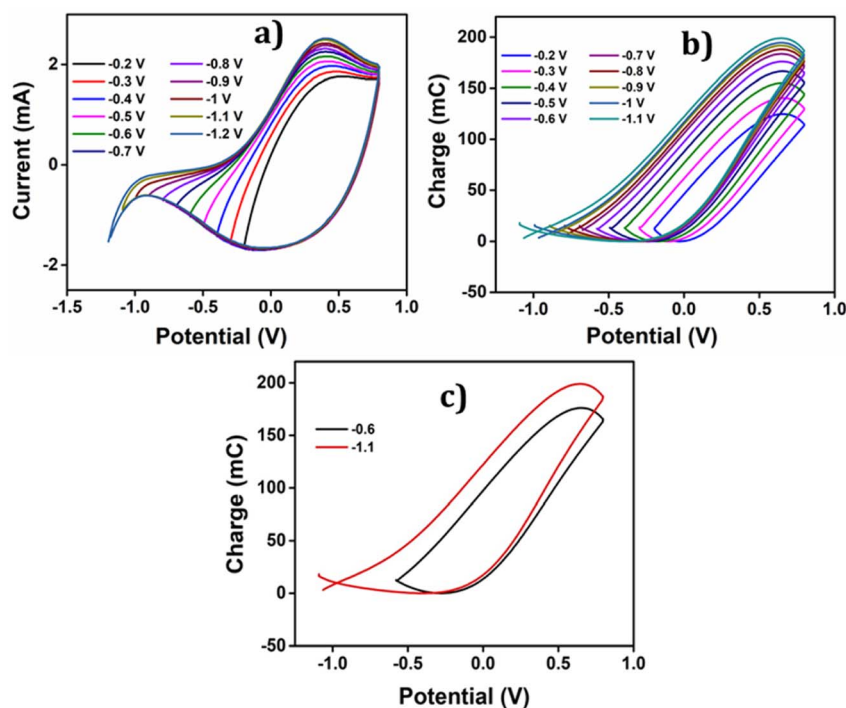 a)
-0.2 V
-0.3 V
-0.4 V
-0.5 V
-0.6 V
-0.7 V
-0.8 V
-0.9 V
-1 V
-1.1 V
-1.2 V
Current (mA)
2
0
-2
-1.5
-1.0
-0.5
0.0
0.5
1.0
Potential (V)
b)
-0.2 V
-0.3 V
-0.4 V
-0.5 V
-0.6 V
-0.7 V
-0.8 V
-0.9 V
-1 V
-1.1 V
Charge (mC)
200
150
100
50
0
-50
-1.0
-0.5
0.0
0.5
1.0
Potential (V)
c)
-0.6
-1.1
Charge (mC)
200
150
100
50
0
-50
-1.0
-0.5
0.0
0.5
1.0
Potential (V)